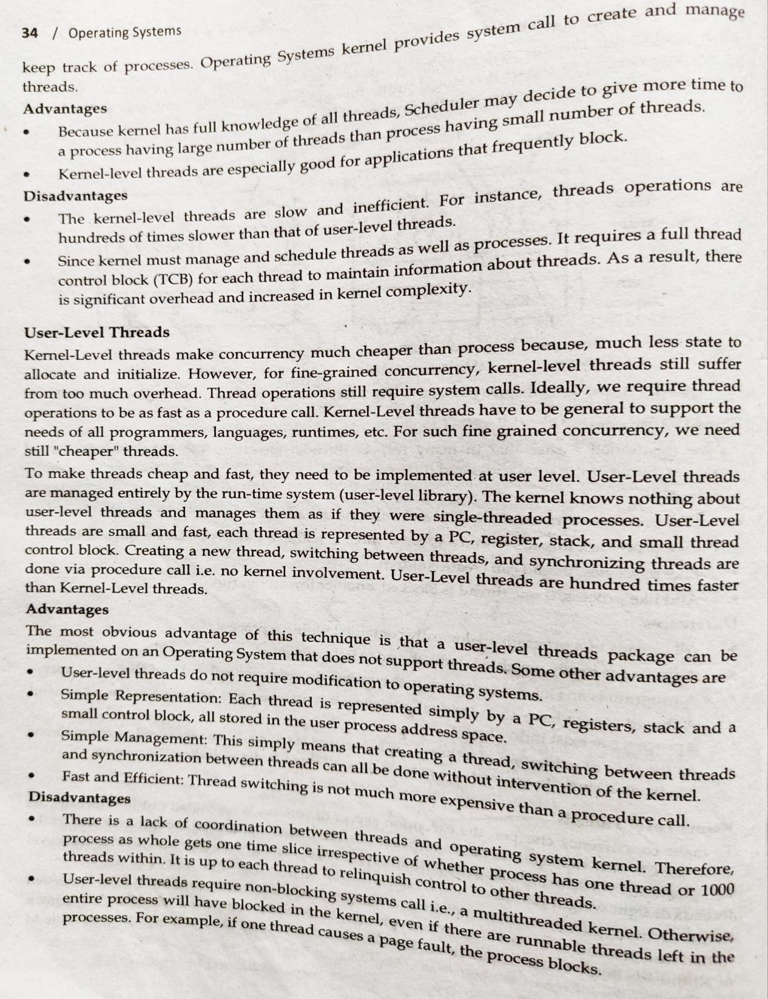 34 / Operating Systems
keep track of processes. Operating Systems kernel provides system call to create and manage
threads.
Advantages
• Because kernel has full knowledge of all threads, Scheduler may decide to give more time to
a process having large number of threads than process having small number of threads.
• Kernel-level threads are especially good for applications that frequently block.
Disadvantages
• The kernel-level threads are slow and inefficient. For instance, threads operations are
hundreds of times slower than that of user-level threads.
• Since kernel must manage and schedule threads as well as processes. It requires a full thread
control block (TCB) for each thread to maintain information about threads. As a result, there
is significant overhead and increased in kernel complexity.
User-Level Threads
Kernel-Level threads make concurrency much cheaper than process because, much less state to
allocate and initialize. However, for fine-grained concurrency, kernel-level threads still suffer
from too much overhead. Thread operations still require system calls. Ideally, we require thread
operations to be as fast as a procedure call. Kernel-Level threads have to be general to support the
needs of all programmers, languages, runtimes, etc. For such fine grained concurrency, we need
still "cheaper" threads.
To make threads cheap and fast, they need to be implemented at user level. User-Level threads
are managed entirely by the run-time system (user-level library). The kernel knows nothing about
user-level threads and manages them as if they were single-threaded processes. User-Level
threads are small and fast, each thread is represented by a PC, register, stack, and small thread
control block. Creating a new thread, switching between threads, and synchronizing threads are
done via procedure call i.e. no kernel involvement. User-Level threads are hundred times faster
than Kernel-Level threads.
Advantages
The most obvious advantage of this technique is that a user-level threads package can be
implemented on an Operating System that does not support threads. Some other advantages are
• User-level threads do not require modification to operating systems.
• Simple Representation: Each thread is represented simply by a PC, registers, stack and a
small control block, all stored in the user process address space.
• Simple Management: This simply means that creating a thread, switching between threads
and synchronization between threads can all be done without intervention of the kernel.
• Fast and Efficient: Thread switching is not much more expensive than a procedure call.
Disadvantages
• There is a lack of coordination between threads and operating system kernel. Therefore,
process as whole gets one time slice irrespective of whether process has one thread or 1000
threads within. It is up to each thread to relinquish control to other threads.
• User-level threads require non-blocking systems call i.e., a multithreaded kernel. Otherwise,
entire process will have blocked in the kernel, even if there are runnable threads left in the
processes. For example, if one thread causes a page fault, the process blocks.